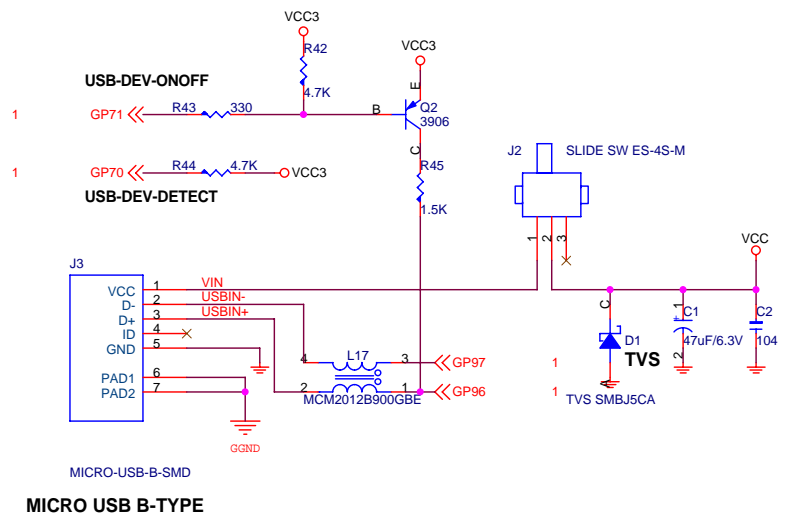 VCC3
R42
VCC3
USB-DEV-ONOFF
4.7K
E
1 GP71 R43 330 B Q2
3906
J2 SLIDE SW ES-4S-M
C
1 GP70 R44 4.7K VCC3 R45
USB-DEV-DETECT
1.5K
1 2 3
VCC
J3
VCC 1 VIN
D- 2 USBIN-
D+ 3 USBIN+
ID 4
GND 5
C 1 C1 C2
D1 + 47uF/6.3V 104
TVS 2
A
4 L17 3 GP97 1
PAD1 6
PAD2 7
2 1 GP96 1
MCM2012B900GBE TVS SMBJ5CA
GGND
MICRO-USB-B-SMD
MICRO USB B-TYPE